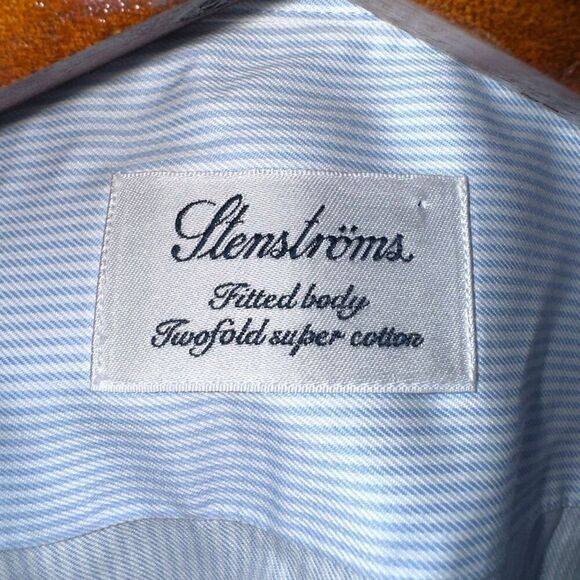 Stenströms
Fitted body
Twofold super cotton